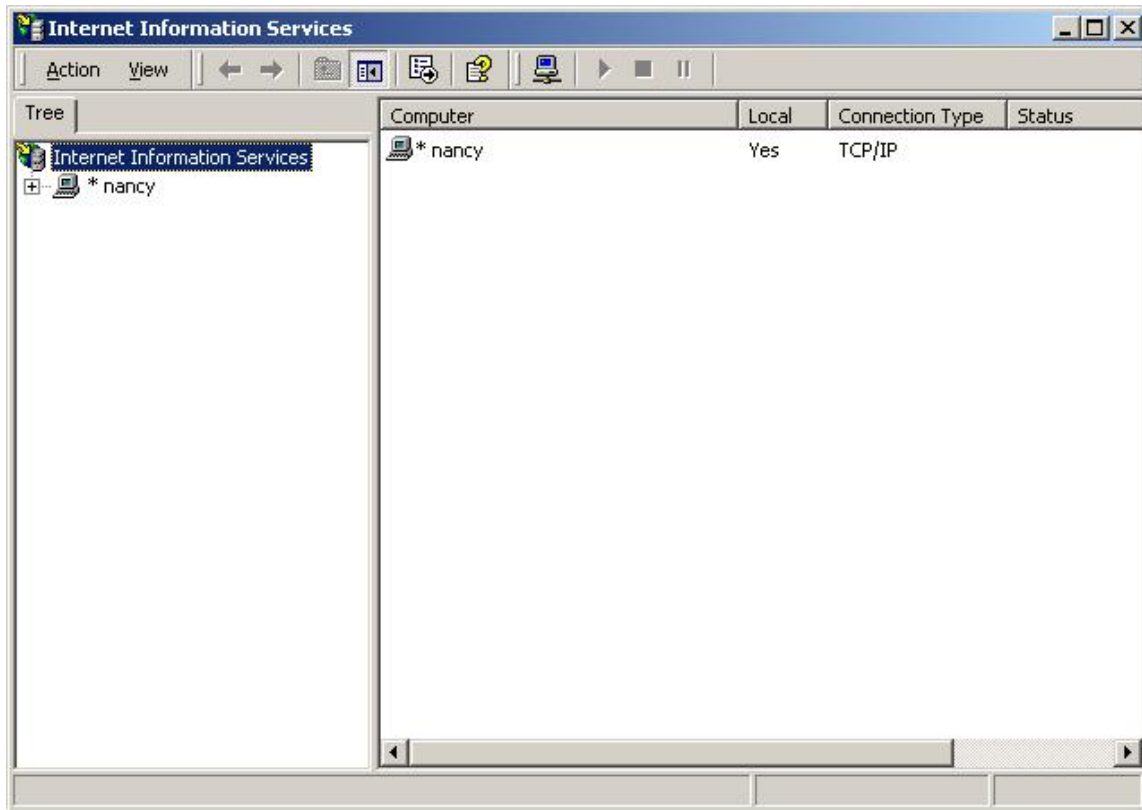 Internet Information Services
Action View
Tree
Computer Local Connection Type Status
Internet Information Services
* nancy Yes TCP/IP
* nancy